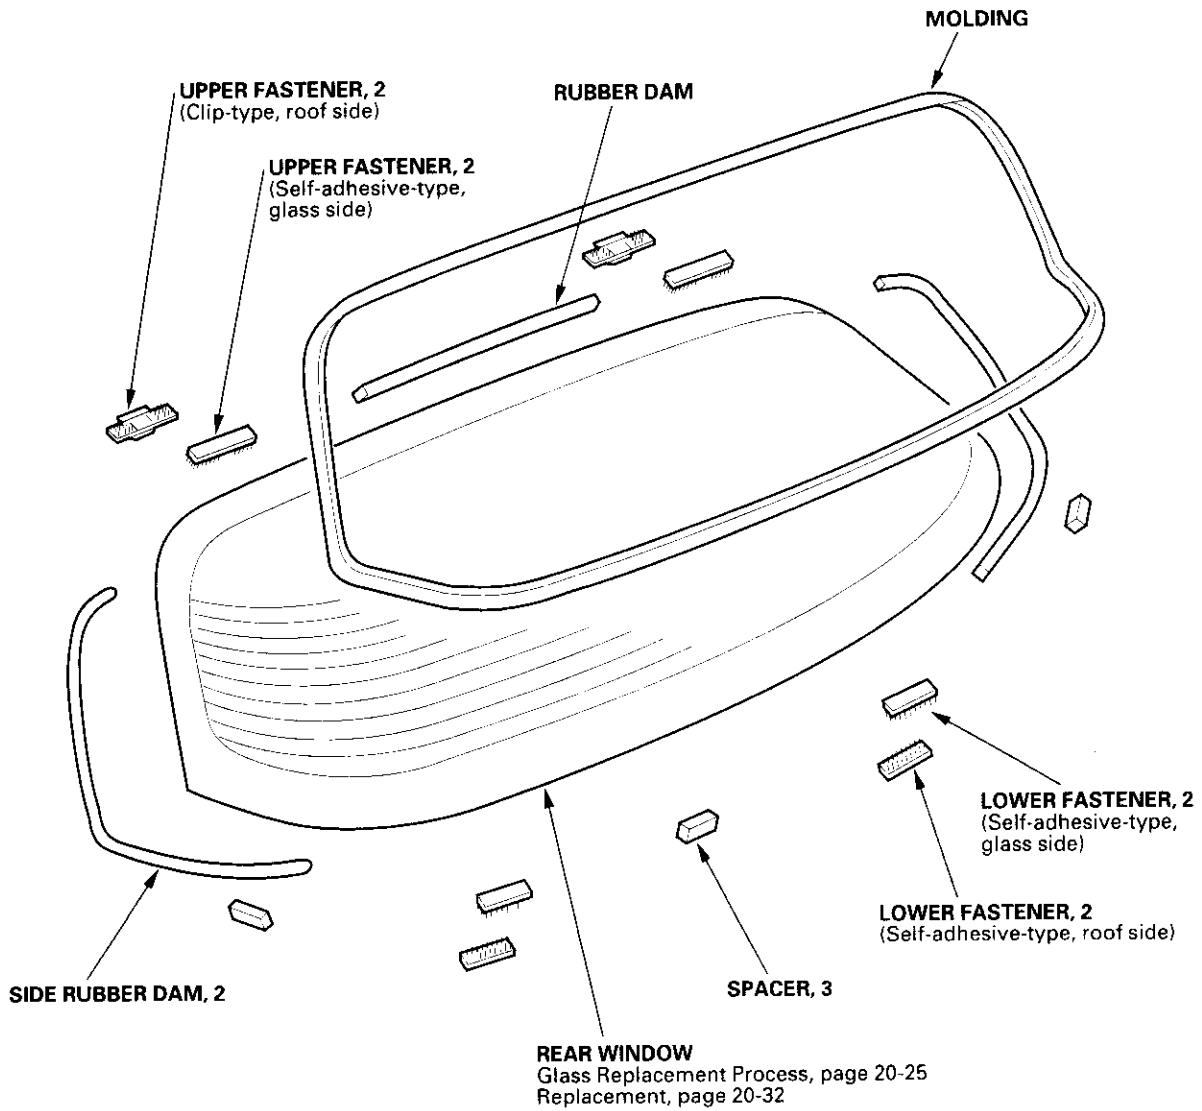 MOLDING
UPPER FASTENER, 2
(Clip-type, roof side)
RUBBER DAM
UPPER FASTENER, 2
(Self-adhesive-type,
glass side)
LOWER FASTENER, 2
(Self-adhesive-type,
glass side)
LOWER FASTENER, 2
(Self-adhesive-type, roof side)
SIDE RUBBER DAM, 2
SPACER, 3
REAR WINDOW
Glass Replacement Process, page 20-25
Replacement, page 20-32